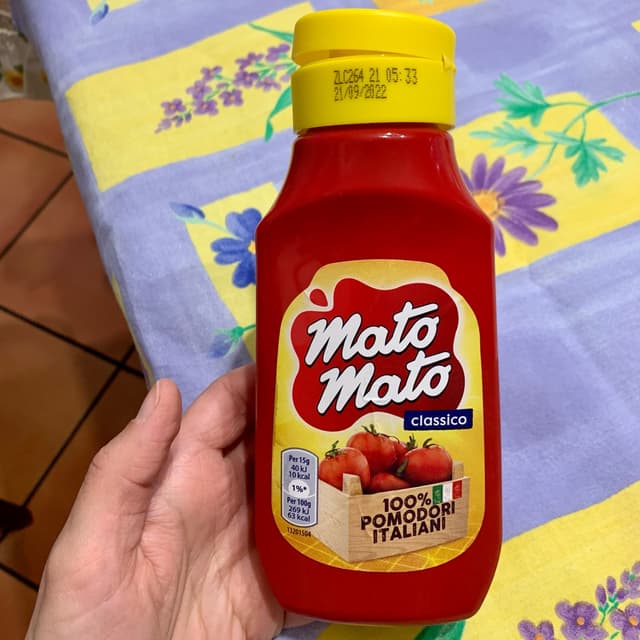 ZLC264 21 05:33
21/09/2022
Mato
Mato
classico
Per 15g
40 kJ
10 kcal
1%*
Per 100g
269 kJ
63 kcal
13201504
100%
POMODORI
ITALIANI